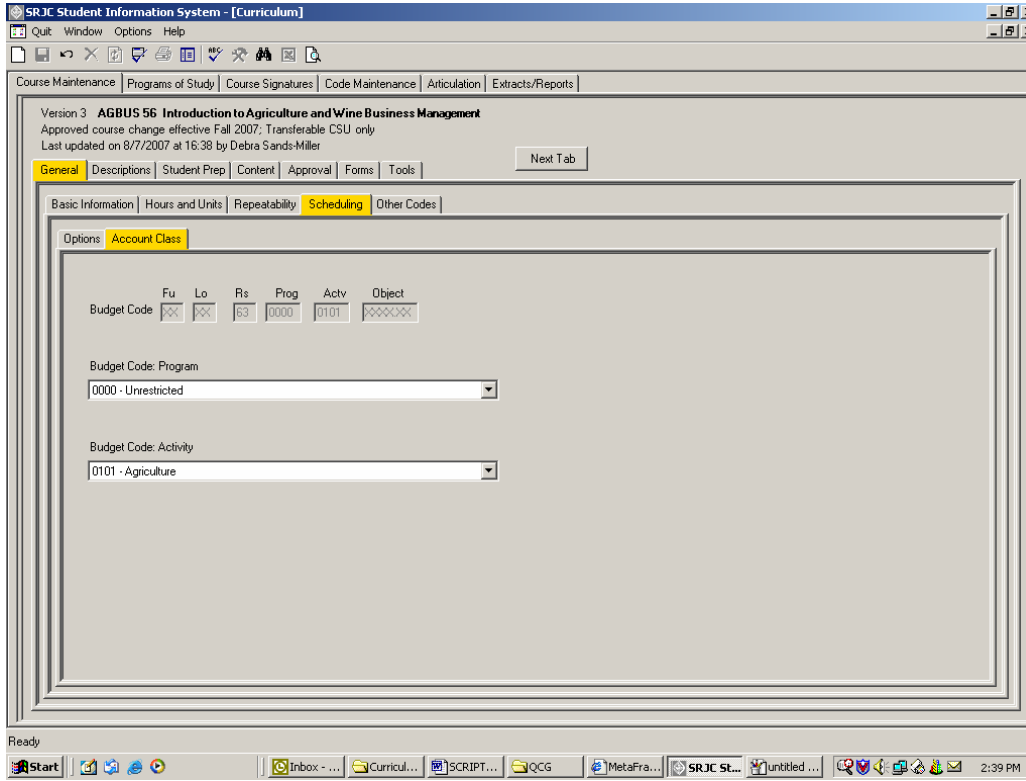 SRJC Student Information System - [Curriculum]
Quit Window Options Help
Course Maintenance Programs of Study Course Signatures Code Maintenance Articulation Extracts/Reports
Version 3 AGBUS 56 Introduction to Agriculture and Wine Business Management
Approved course change effective Fall 2007; Transferable CSU only
Last updated on 8/7/2007 at 16:38 by Debra Sands-Miller
Next Tab
General Descriptions Student Prep Content Approval Forms Tools
Basic Information Hours and Units Repeatability Scheduling Other Codes
Options Account Class
Fu Lo Rs Prog Actv Object
Budget Code XX XX 63 0000 0101 XXXXXX
Budget Code: Program
0000 - Unrestricted
Budget Code: Activity
0101 - Agriculture
Ready
Start Inbox - ... Curricul... SCRIPT... QCG MetaFra... SRJC St... untitled ... 2:39 PM